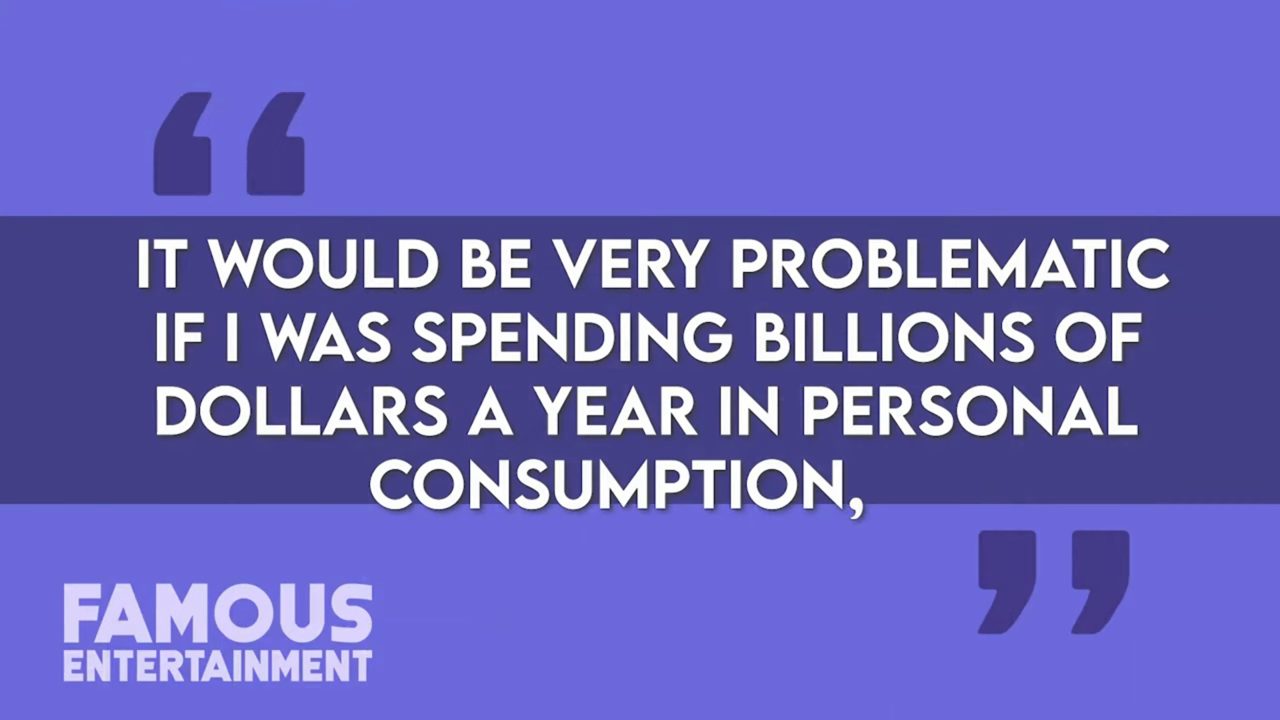 IT WOULD BE VERY PROBLEMATIC
IF I WAS SPENDING BILLIONS OF
DOLLARS A YEAR IN PERSONAL
CONSUMPTION,
FAMOUS
ENTERTAINMENT